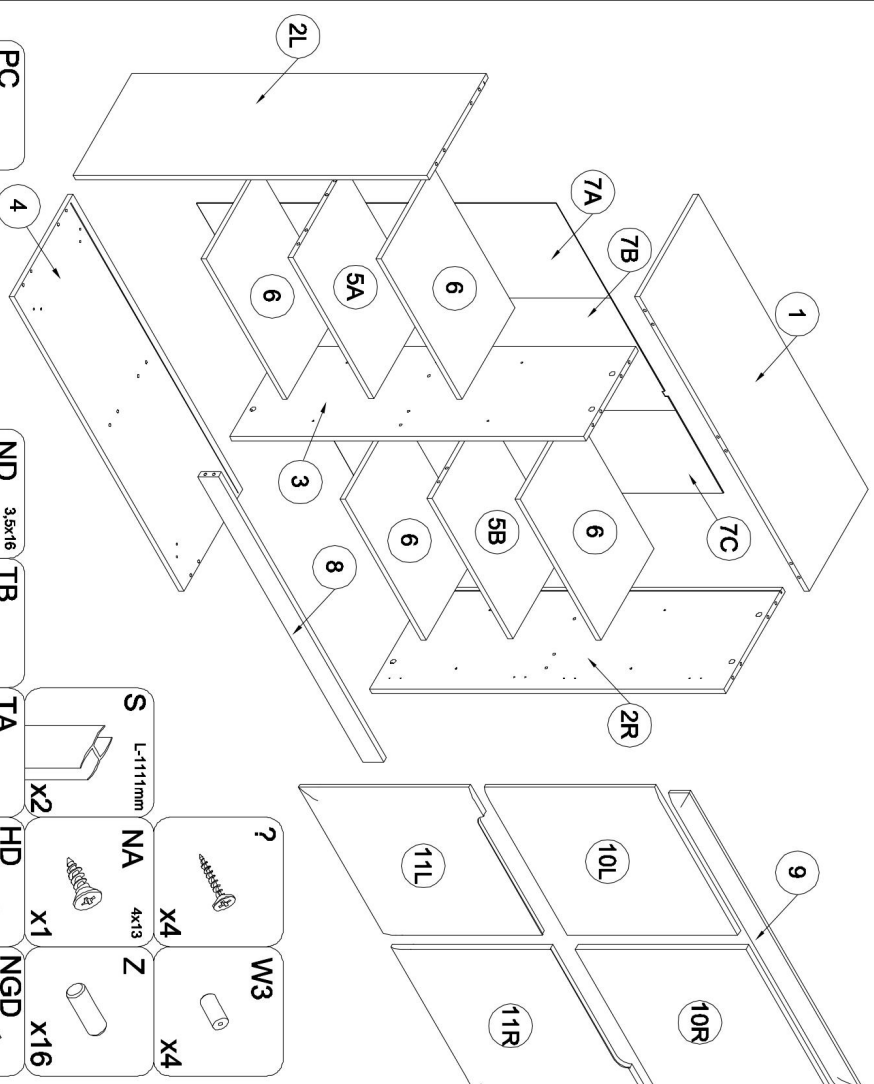 2L
7A
7B
1
4
6
5A
6
3
7C
6
5B
6
8
2R
9
11L
10L
11R
10R
PC
ND 3,5x16
TB
TA
S L-1111mm
x2
HD
NA 4x13
x1
?
x4
NGD
Z
x16
W3
x4